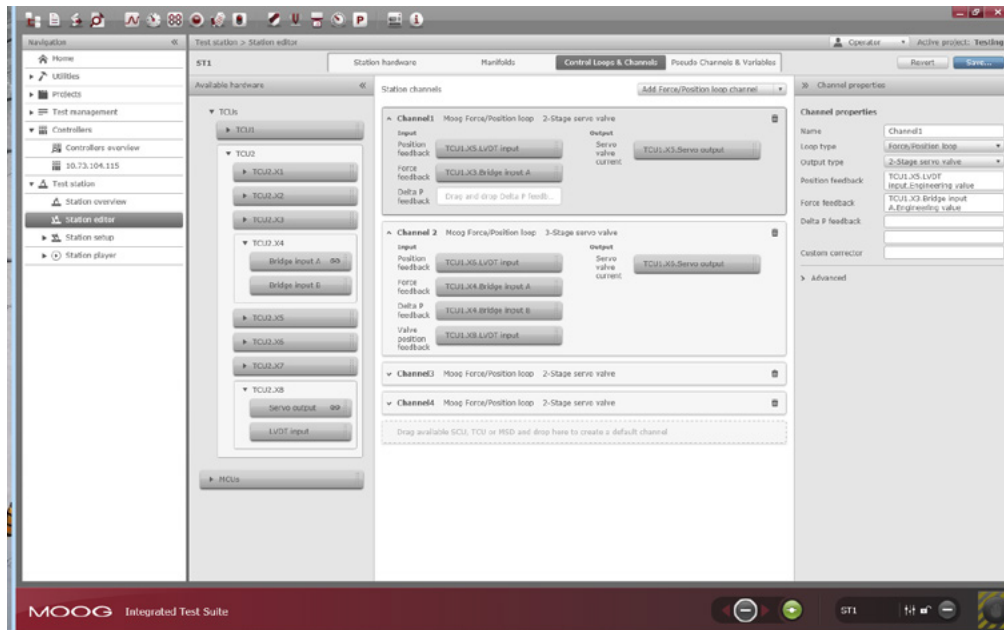 P
Navigation
Home
Utilities
Projects
Test management
Controllers
Controllers overview
10.73.104.115
Test station
Station overview
Station editor
Station setup
Station player
Test station > Station editor
Operator
Active project: Testing
ST1
Station hardware
Manifolds
Control Loops & Channels
Pseudo Channels & Variables
Revert
Save...
Available hardware
TCUs
TCU1
TCU2
TCU2.X1
TCU2.X2
TCU2.X3
TCU2.X4
Bridge input A
Bridge input B
TCU2.X5
TCU2.X6
TCU2.X7
TCU2.X8
Servo output
LVDT input
MCUs
Station channels
Add Force/Position loop channel
Channel1 Moog Force/Position loop 2-Stage servo valve
Input
Output
Position
feedback
TCU1.X5.LVDT input
Servo
valve
current
TCU1.X5.Servo output
Force
feedback
TCU1.X3.Bridge input A
Delta P
feedback
Drag and drop Delta P feedb...
Channel 2 Moog Force/Position loop 3-Stage servo valve
Input
Output
Position
feedback
TCU1.X6.LVDT input
Servo
valve
current
TCU1.X6.Servo output
Force
feedback
TCU1.X4.Bridge input A
Delta P
feedback
TCU1.X4.Bridge input B
Valve
position
feedback
TCU1.X8.LVDT input
Channel3 Moog Force/Position loop 2-Stage servo valve
Channel4 Moog Force/Position loop 2-Stage servo valve
Drag available SCU, TCU or MSD and drop here to create a default channel
Channel properties
Channel properties
Name Channel1
Loop type Force/Position loop
Output type 2-Stage servo valve
Position feedback TCU1.X5.LVDT
input.Engineering value
Force feedback TCU1.X3.Bridge input
A.Engineering value
Delta P feedback
Custom corrector
Advanced
MOOG Integrated Test Suite
ST1